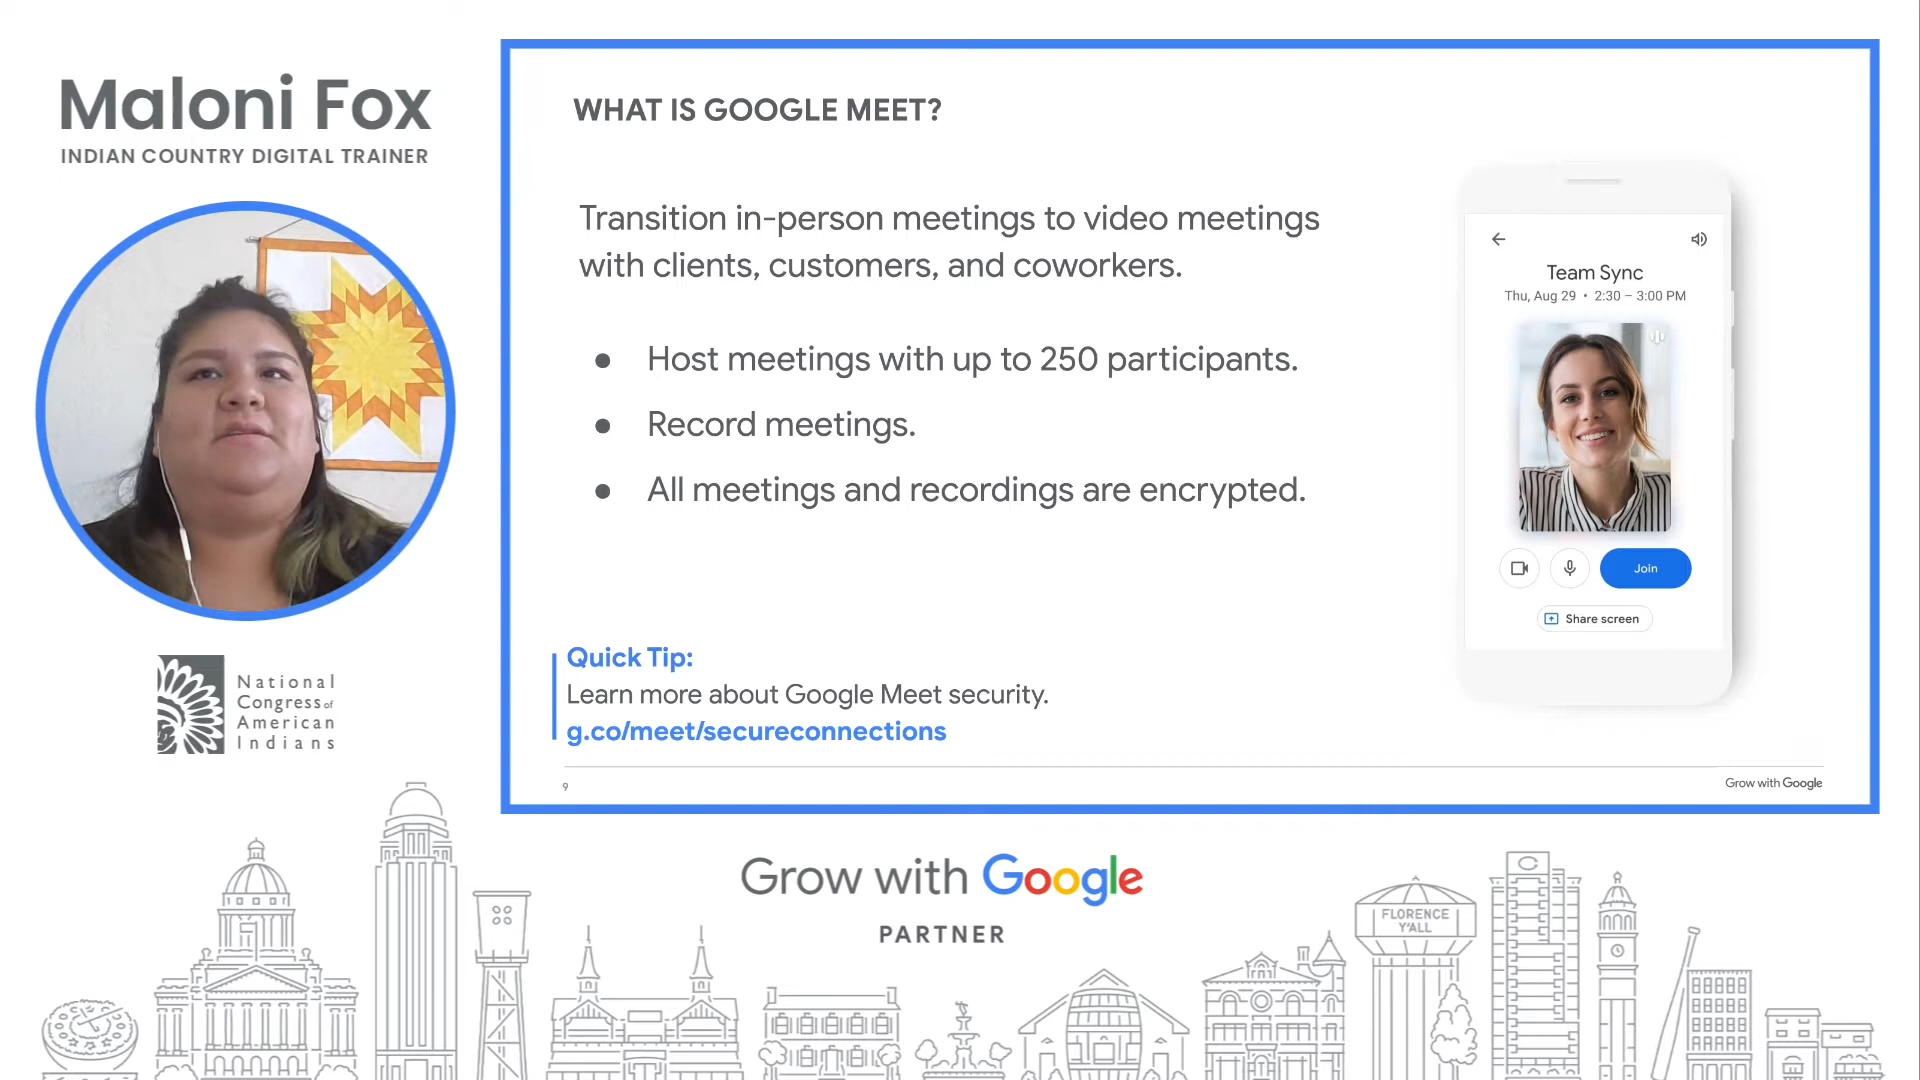 Maloni Fox
INDIAN COUNTRY DIGITAL TRAINER
National
Congress of
American
Indians
WHAT IS GOOGLE MEET?
Transition in-person meetings to video meetings
with clients, customers, and coworkers.
● Host meetings with up to 250 participants.
● Record meetings.
● All meetings and recordings are encrypted.
Quick Tip:
Learn more about Google Meet security.
g.co/meet/secureconnections
9
Grow with Google
Team Sync
Thu, Aug 29 • 2:30 – 3:00 PM
Join
Share screen
Grow with Google
PARTNER
C
FLORENCE
Y'ALL